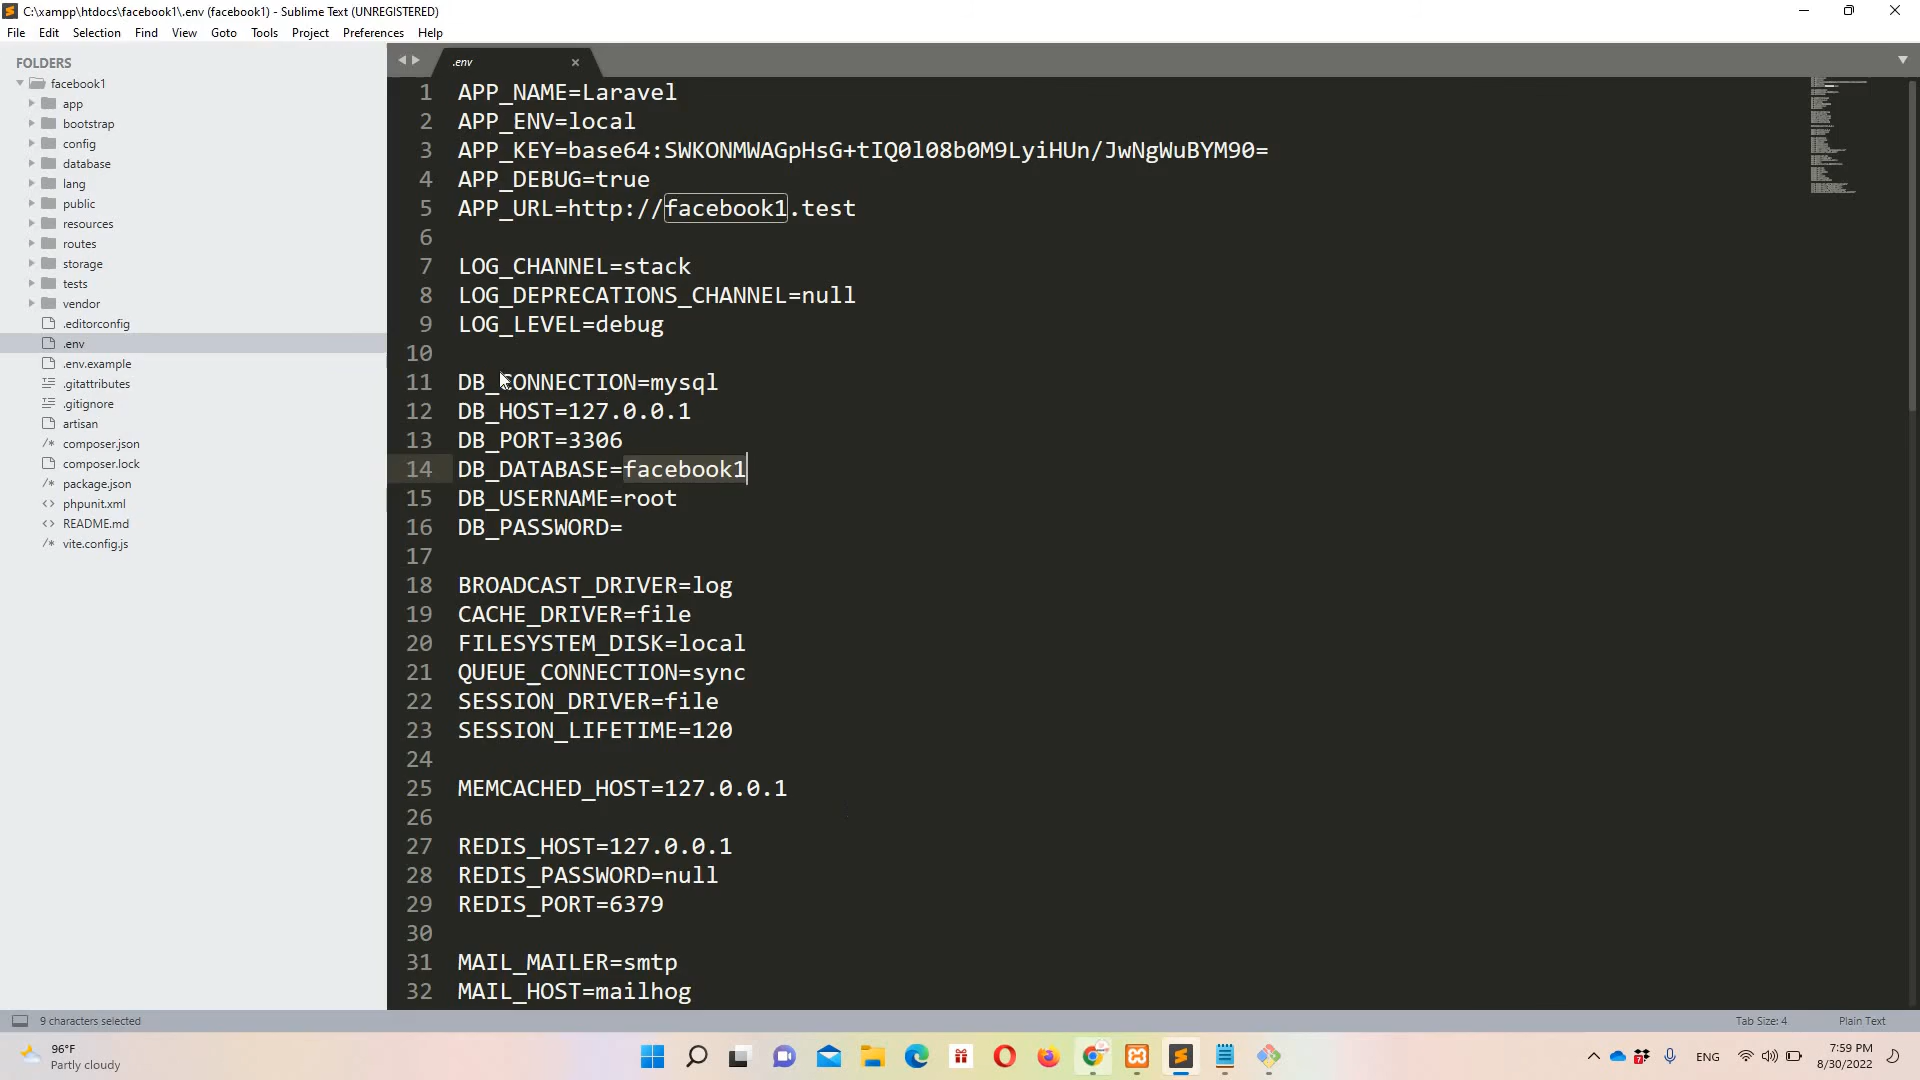 C:\xampp\htdocs\facebook1\.env (facebook1) - Sublime Text (UNREGISTERED)
File Edit Selection Find View Goto Tools Project Preferences Help
FOLDERS
facebook1
app
bootstrap
config
database
lang
public
resources
routes
storage
tests
vendor
.editorconfig
.env
.env.example
.gitattributes
.gitignore
artisan
composer.json
composer.lock
package.json
phpunit.xml
README.md
vite.config.js
.env
1 APP_NAME=Laravel
2 APP_ENV=local
3 APP_KEY=base64:SWKONMWAGpHsG+tIQ0l08b0M9LyiHUn/JwNgWuBYM90=
4 APP_DEBUG=true
5 APP_URL=http://facebook1.test
6
7 LOG_CHANNEL=stack
8 LOG_DEPRECATIONS_CHANNEL=null
9 LOG_LEVEL=debug
10
11 DB_CONNECTION=mysql
12 DB_HOST=127.0.0.1
13 DB_PORT=3306
14 DB_DATABASE=facebook1
15 DB_USERNAME=root
16 DB_PASSWORD=
17
18 BROADCAST_DRIVER=log
19 CACHE_DRIVER=file
20 FILESYSTEM_DISK=local
21 QUEUE_CONNECTION=sync
22 SESSION_DRIVER=file
23 SESSION_LIFETIME=120
24
25 MEMCACHED_HOST=127.0.0.1
26
27 REDIS_HOST=127.0.0.1
28 REDIS_PASSWORD=null
29 REDIS_PORT=6379
30
31 MAIL_MAILER=smtp
32 MAIL_HOST=mailhog
9 characters selected
Tab Size: 4
Plain Text
96°F
Partly cloudy
ENG
7:59 PM
8/30/2022